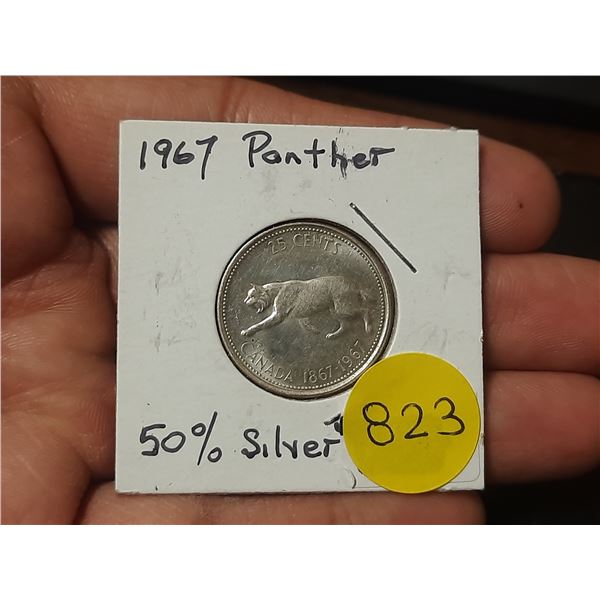 1967 Panther
25 CENTS
CANADA 1867-1967
50% Silver
823